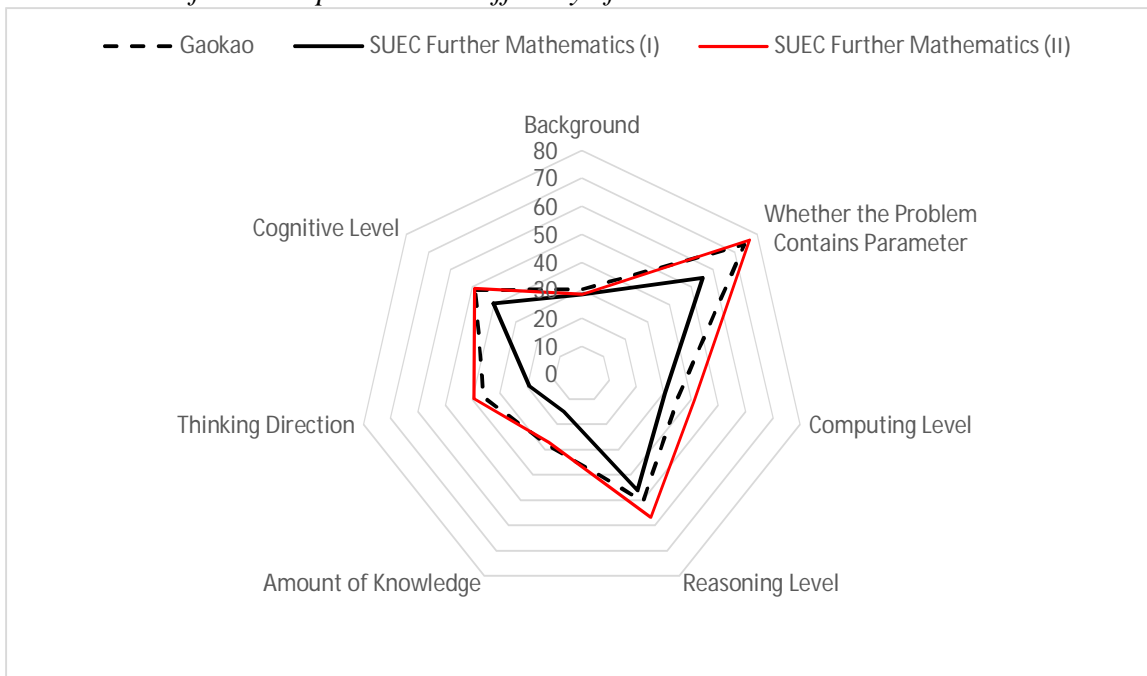 Gaokao SUEC Further Mathematics (I) SUEC Further Mathematics (II)
Background
80
70
60
50
40
30
20
10
0
Whether the Problem
Contains Parameter
Cognitive Level
Thinking Direction
Computing Level
Amount of Knowledge
Reasoning Level